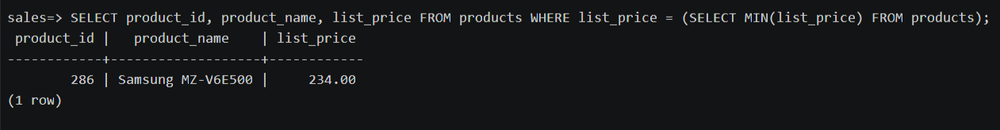 sales=> SELECT product_id, product_name, list_price FROM products WHERE list_price = (SELECT MIN(list_price) FROM products);
 product_id |   product_name    | list_price
------------+-------------------+------------
        286 | Samsung MZ-V6E500 |     234.00
(1 row)